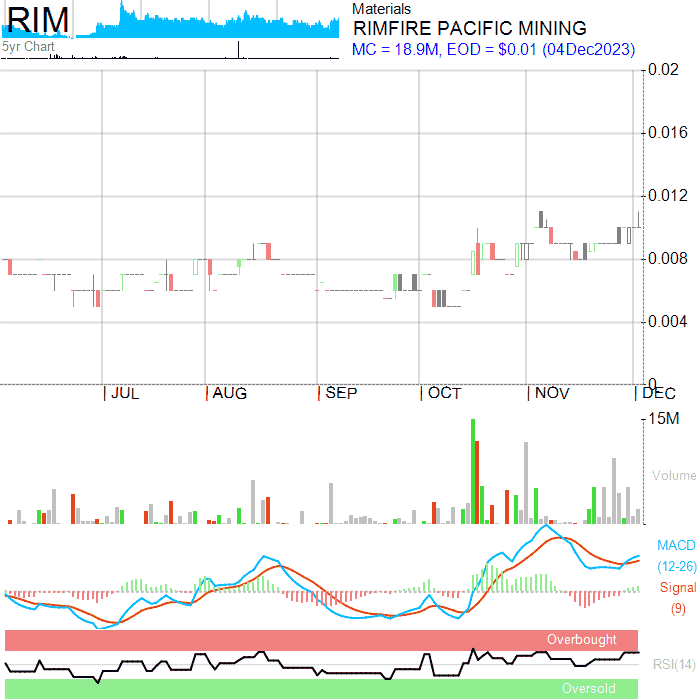 RIM
5yr Chart
Materials
RIMFIRE PACIFIC MINING
MC = 18.9M, EOD = $0.01 (04Dec2023)
0.02
0.016
0.012
0.008
0.004
0
JUL AUG SEP OCT NOV DEC
15M
Volume
MACD
(12-26)
Signal
(9)
Overbought
RSI(14)
Oversold